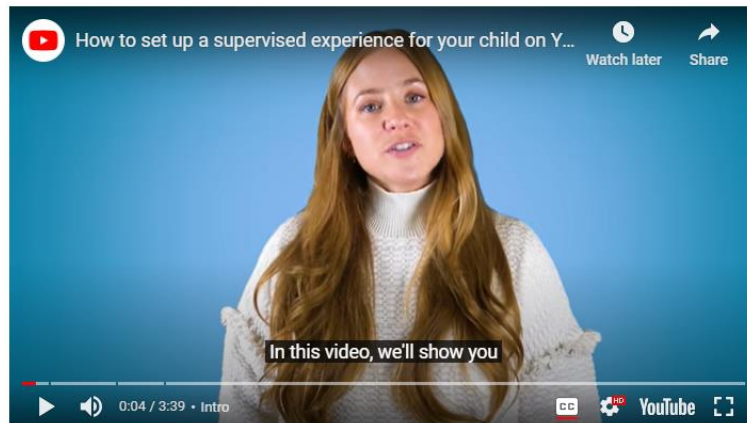 How to set up a supervised experience for your child on Y...
Watch later
Share
In this video, we'll show you
0:04 / 3:39 • Intro
CC
HD
YouTube